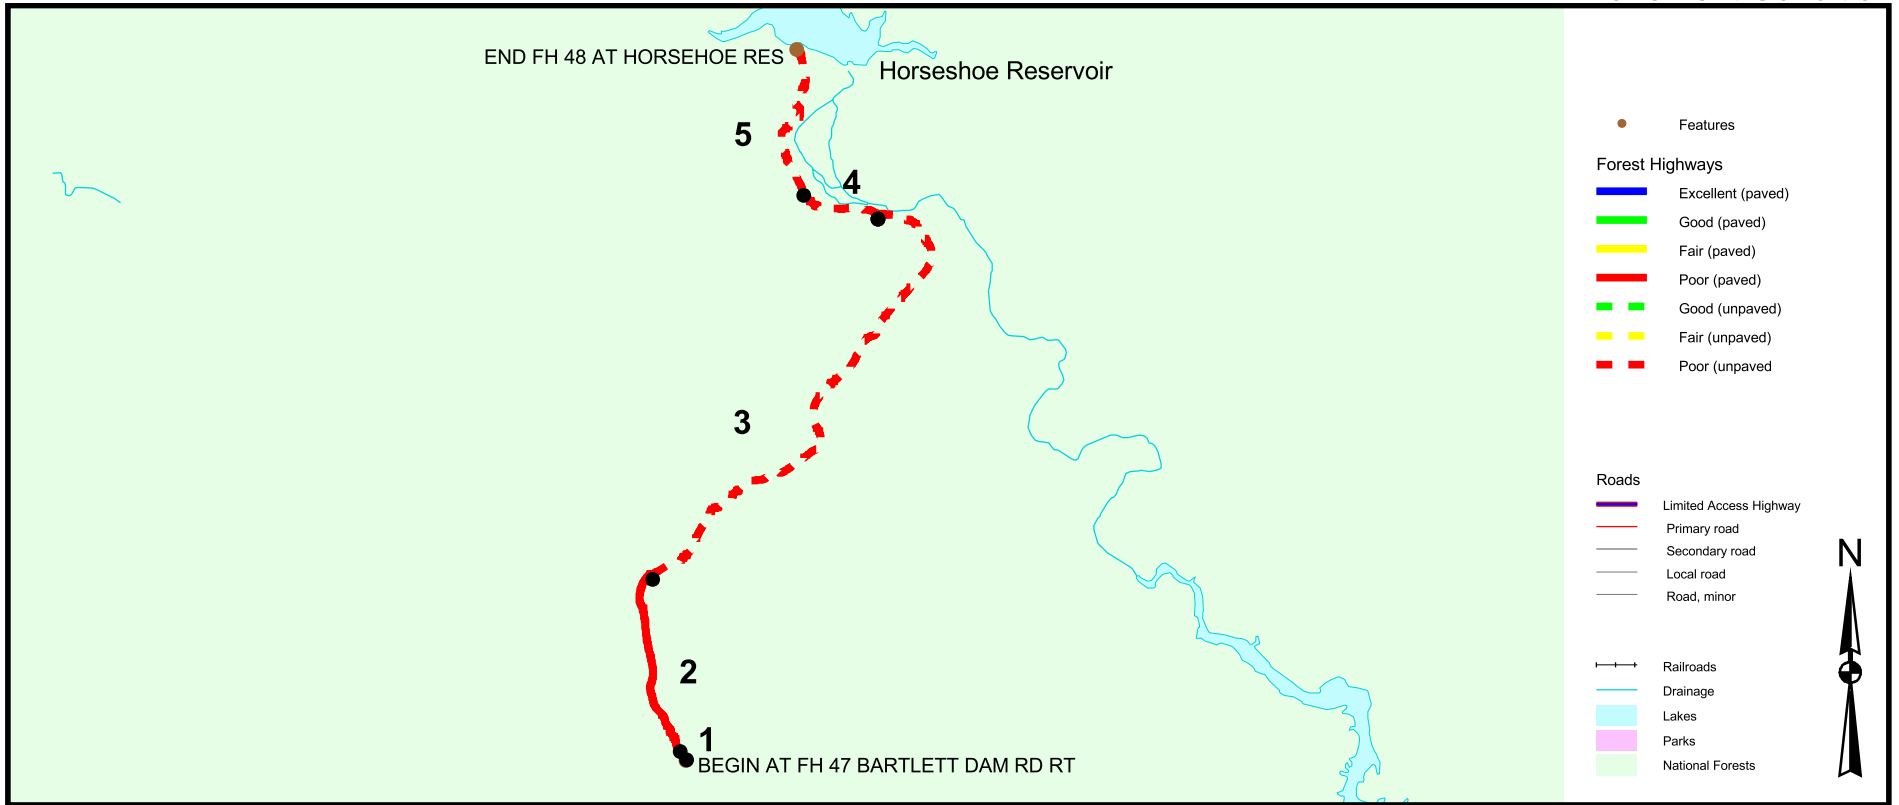 END FH 48 AT HORSEHOE RES
Horseshoe Reservoir
5
4
3
2
1
BEGIN AT FH 47 BARTLETT DAM RD RT
Features
Forest Highways
Excellent (paved)
Good (paved)
Fair (paved)
Poor (paved)
Good (unpaved)
Fair (unpaved)
Poor (unpaved
Roads
Limited Access Highway
Primary road
Secondary road
Local road
Road, minor
N
Railroads
Drainage
Lakes
Parks
National Forests